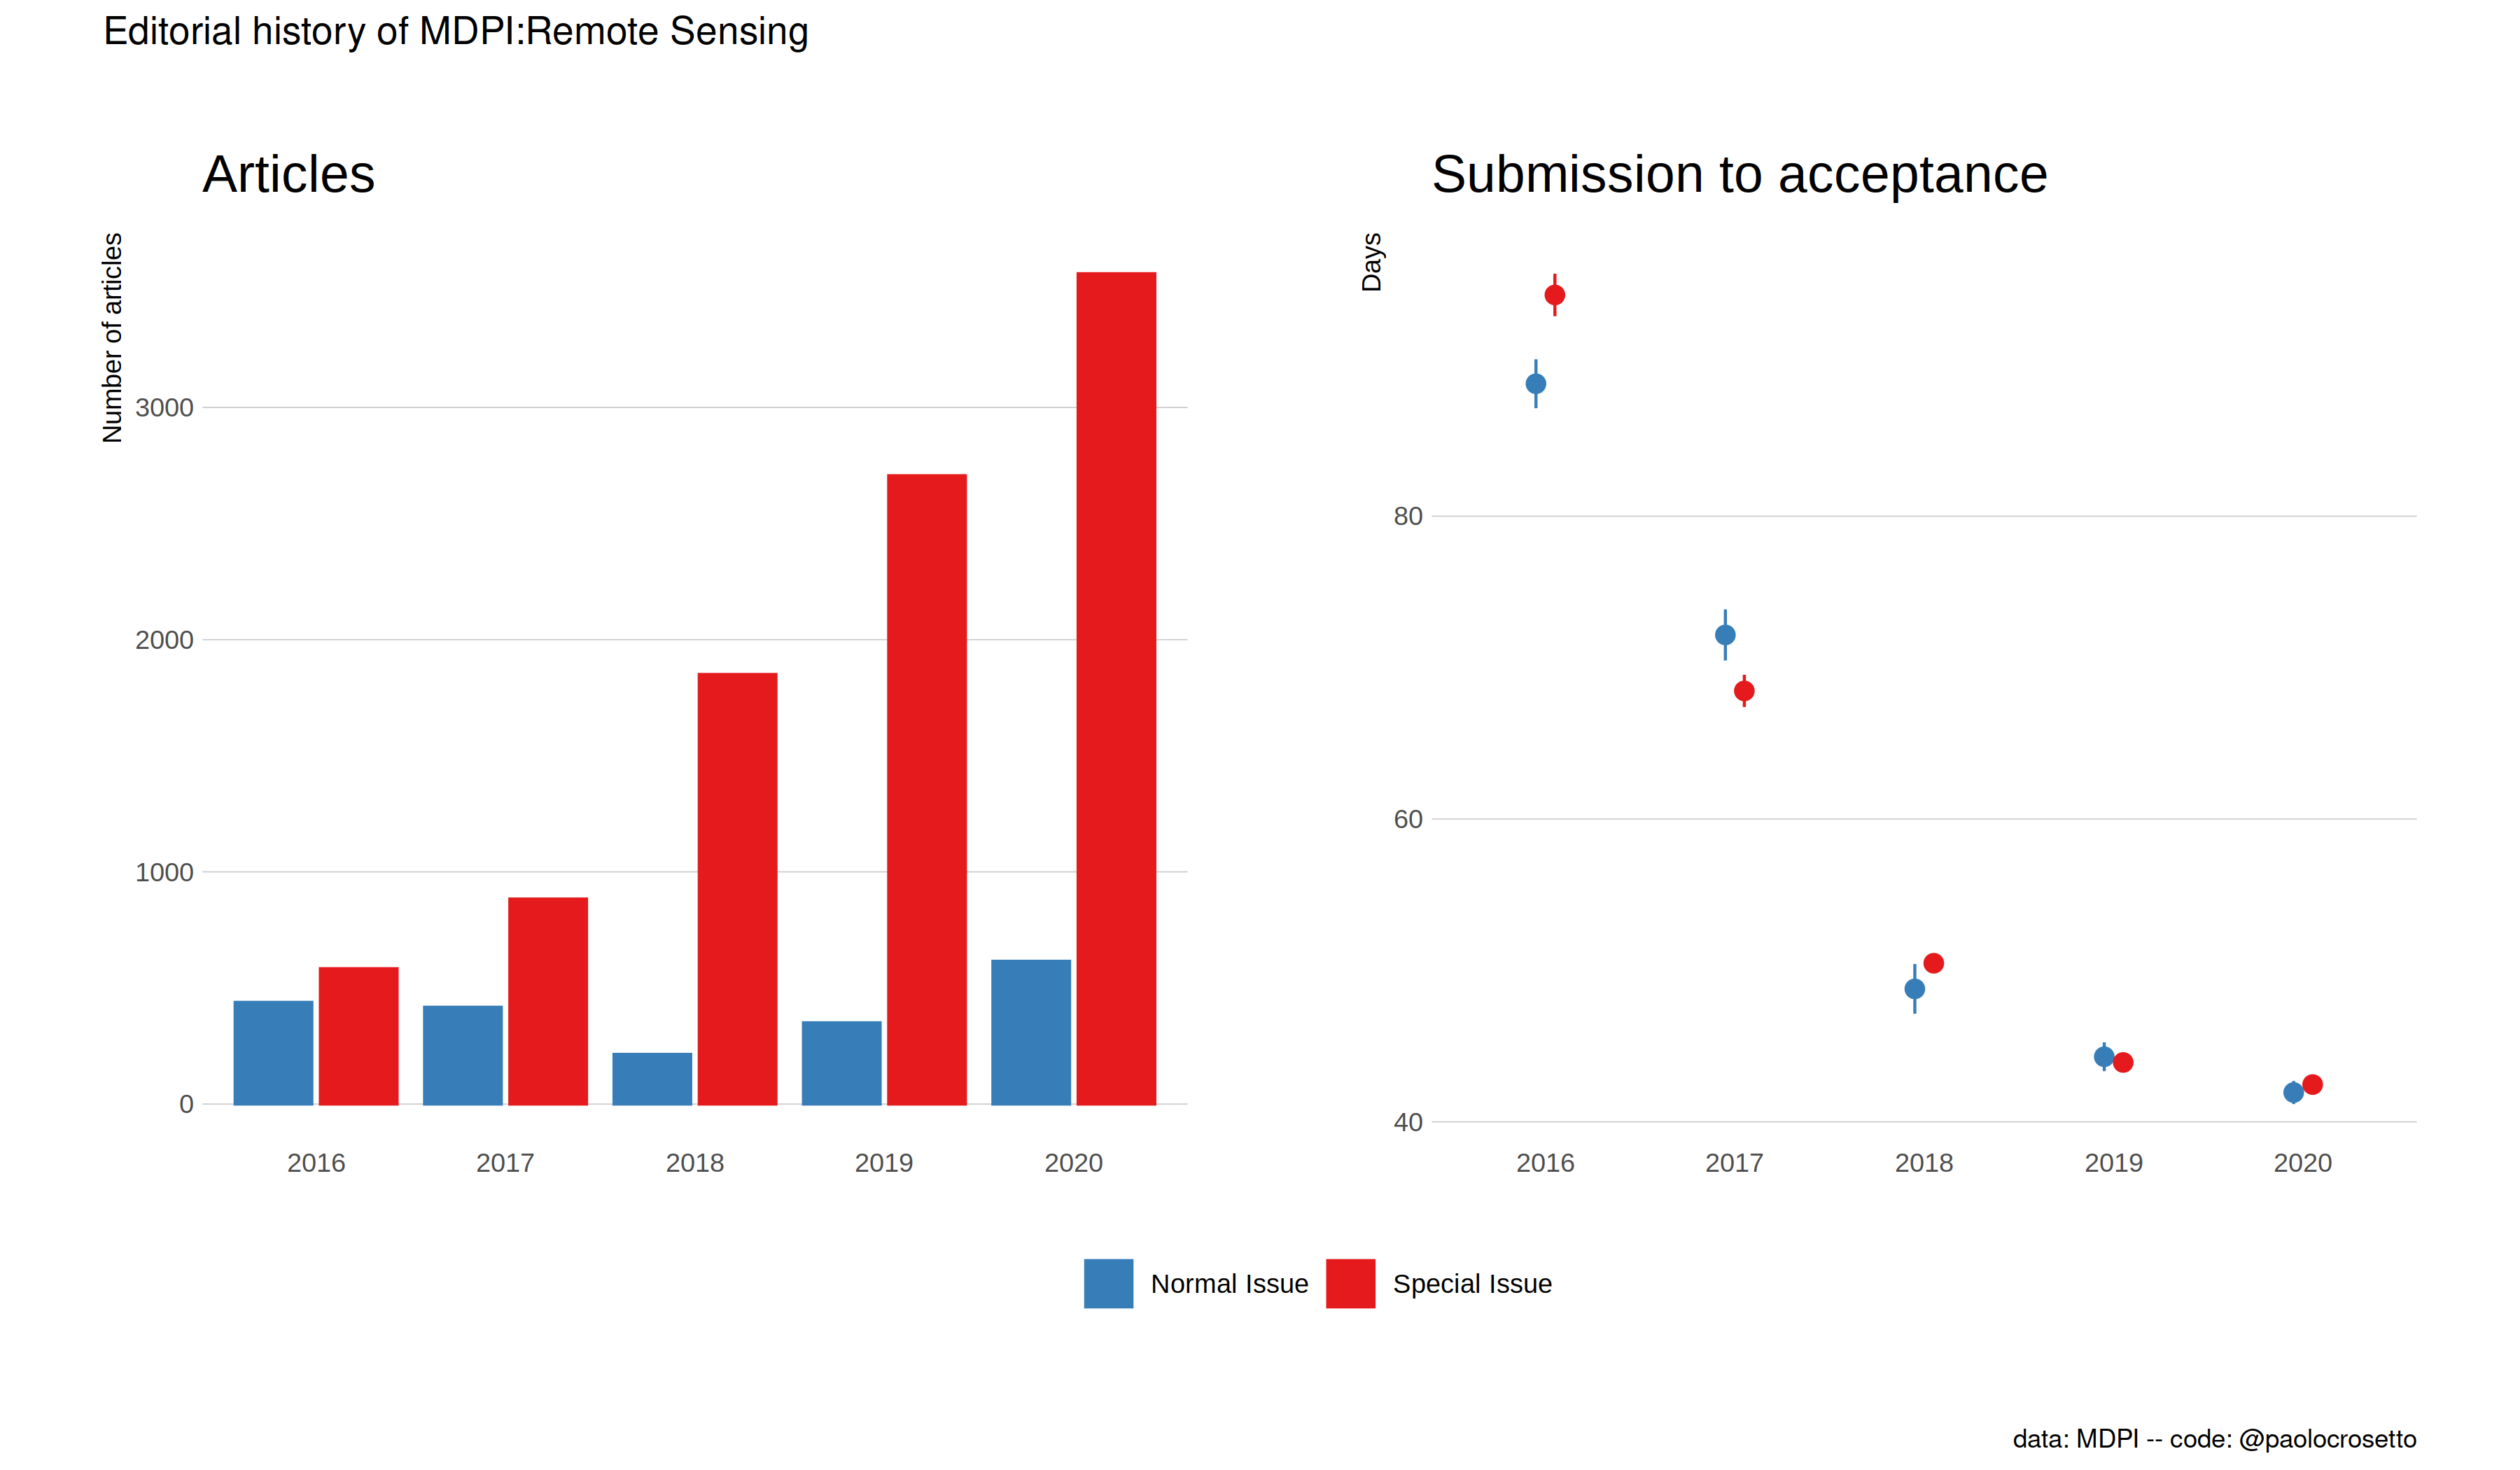 Editorial history of MDPI:Remote Sensing
Articles
Number of articles
3000
2000
1000
0
2016 2017 2018 2019 2020
Submission to acceptance
Days
80
60
40
2016 2017 2018 2019 2020
Normal Issue Special Issue
data: MDPI -- code: @paolocrosetto